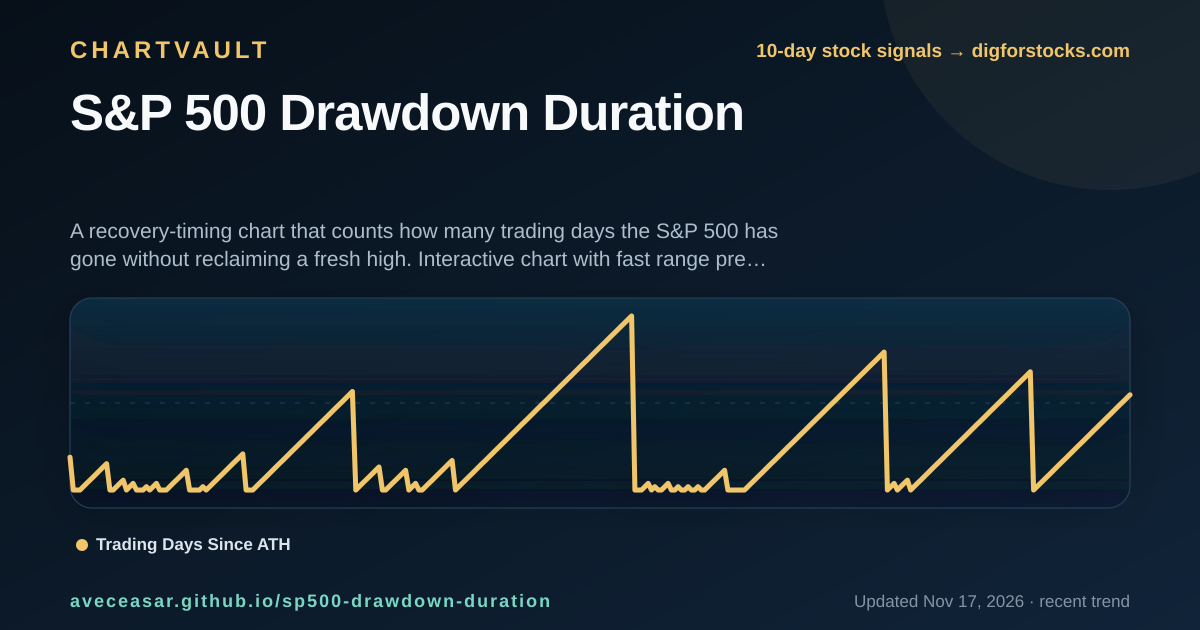 CHARTVAULT
10-day stock signals → digforstocks.com
S&P 500 Drawdown Duration
A recovery-timing chart that counts how many trading days the S&P 500 has
gone without reclaiming a fresh high. Interactive chart with fast range pre…
Trading Days Since ATH
aveceasar.github.io/sp500-drawdown-duration
Updated Nov 17, 2026 · recent trend